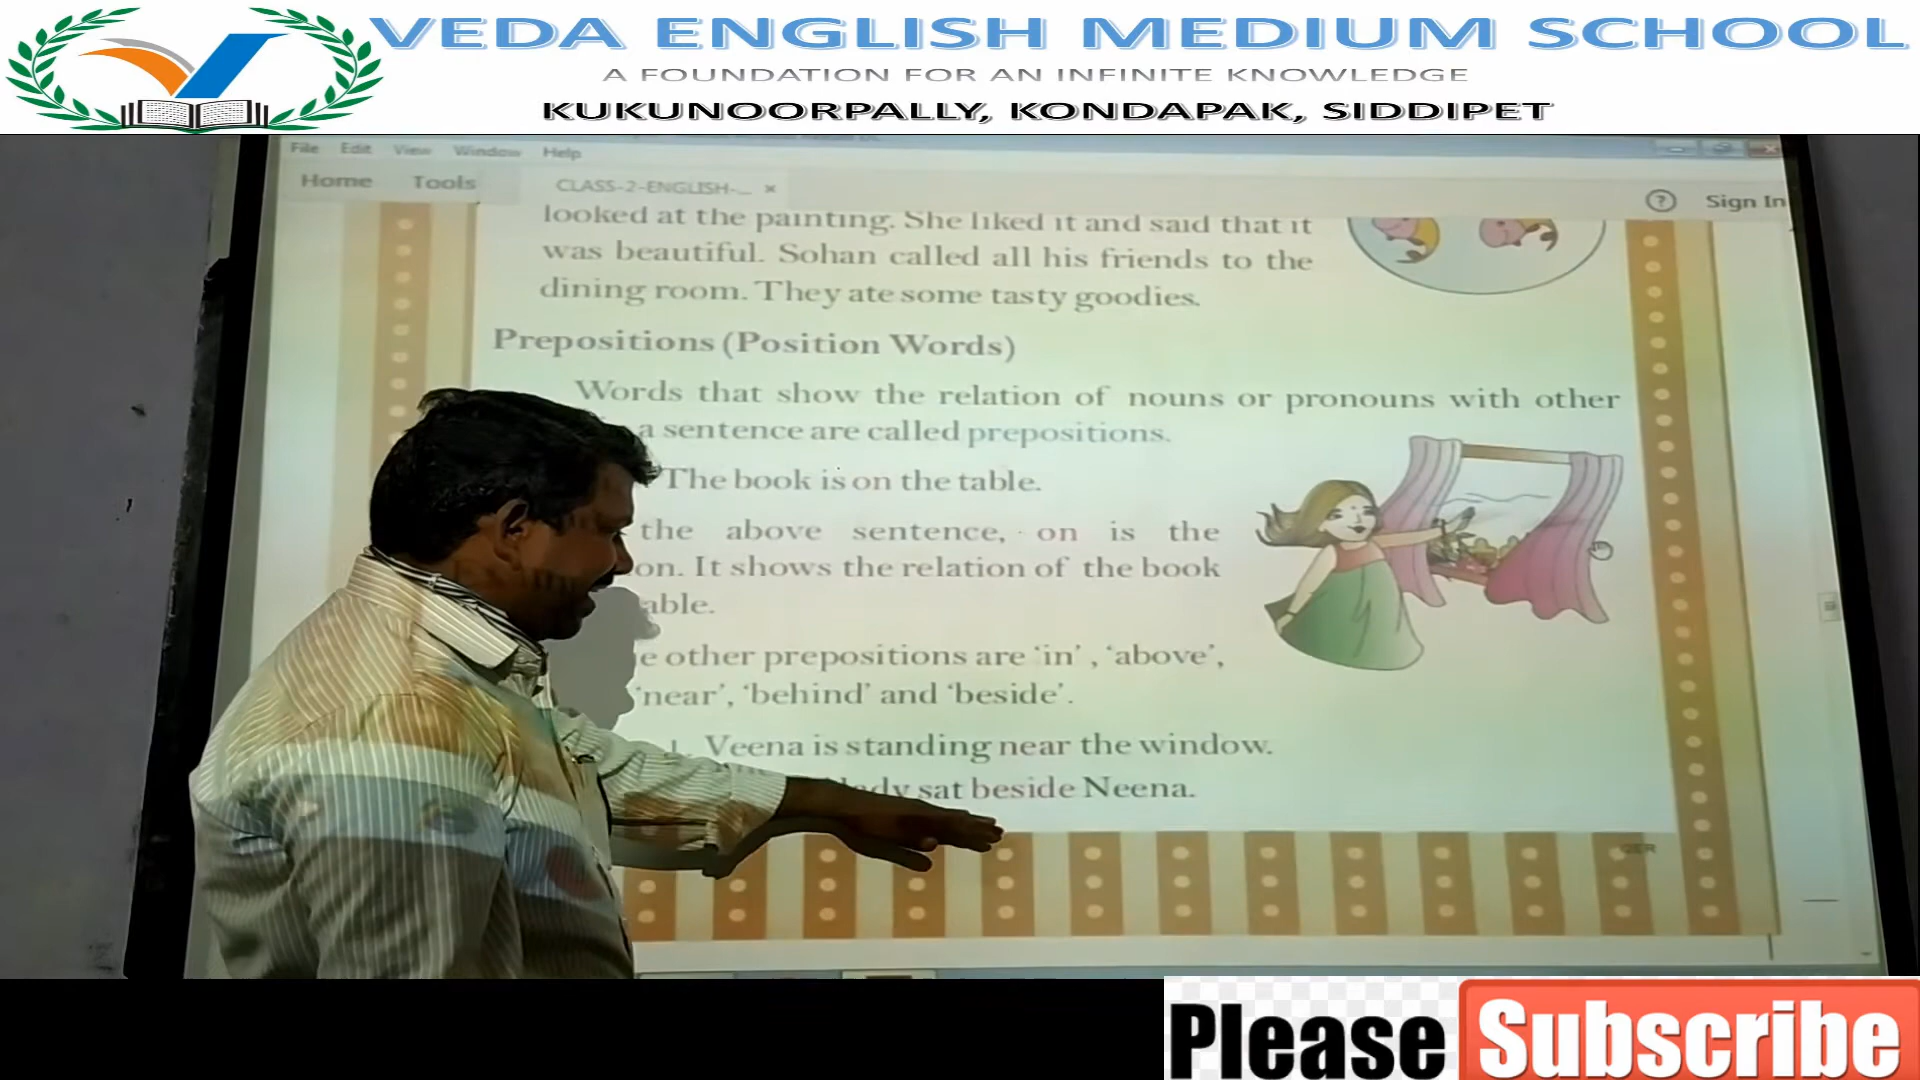 VEDA ENGLISH MEDIUM SCHOOL
A FOUNDATION FOR AN INFINITE KNOWLEDGE
KUKUNOORPALLY, KONDAPAK, SIDDIPET
File Edit View Window Help
Home Tools CLASS-2-ENGLISH-... × ? Sign In
looked at the painting. She liked it and said that it
was beautiful. Sohan called all his friends to the
dining room. They ate some tasty goodies.
Prepositions (Position Words)
Words that show the relation of nouns or pronouns with other
a sentence are called prepositions.
The book is on the table.
the above sentence, on is the
on. It shows the relation of the book
able.
e other prepositions are 'in', 'above',
'near', 'behind' and 'beside'.
1. Veena is standing near the window.
sat beside Neena.
Please Subscribe